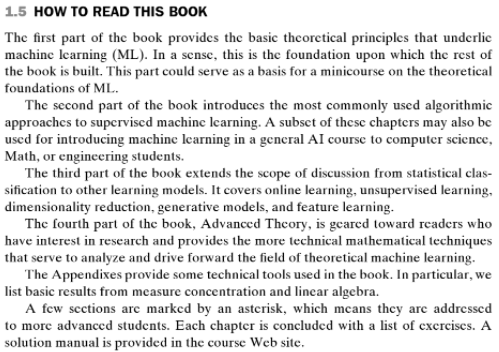 1.5 HOW TO READ THIS BOOK
The first part of the book provides the basic theoretical principles that underlie
machine learning (ML). In a sense, this is the foundation upon which the rest of
the book is built. This part could serve as a basis for a minicourse on the theoretical
foundations of ML.
The second part of the book introduces the most commonly used algorithmic
approaches to supervised machine learning. A subset of these chapters may also be
used for introducing machine learning in a general AI course to computer science,
Math, or engineering students.
The third part of the book extends the scope of discussion from statistical clas-
sification to other learning models. It covers online learning, unsupervised learning,
dimensionality reduction, generative models, and feature learning.
The fourth part of the book, Advanced Theory, is geared toward readers who
have interest in research and provides the more technical mathematical techniques
that serve to analyze and drive forward the field of theoretical machine learning.
The Appendixes provide some technical tools used in the book. In particular, we
list basic results from measure concentration and linear algebra.
A few sections are marked by an asterisk, which means they are addressed
to more advanced students. Each chapter is concluded with a list of exercises. A
solution manual is provided in the course Web site.